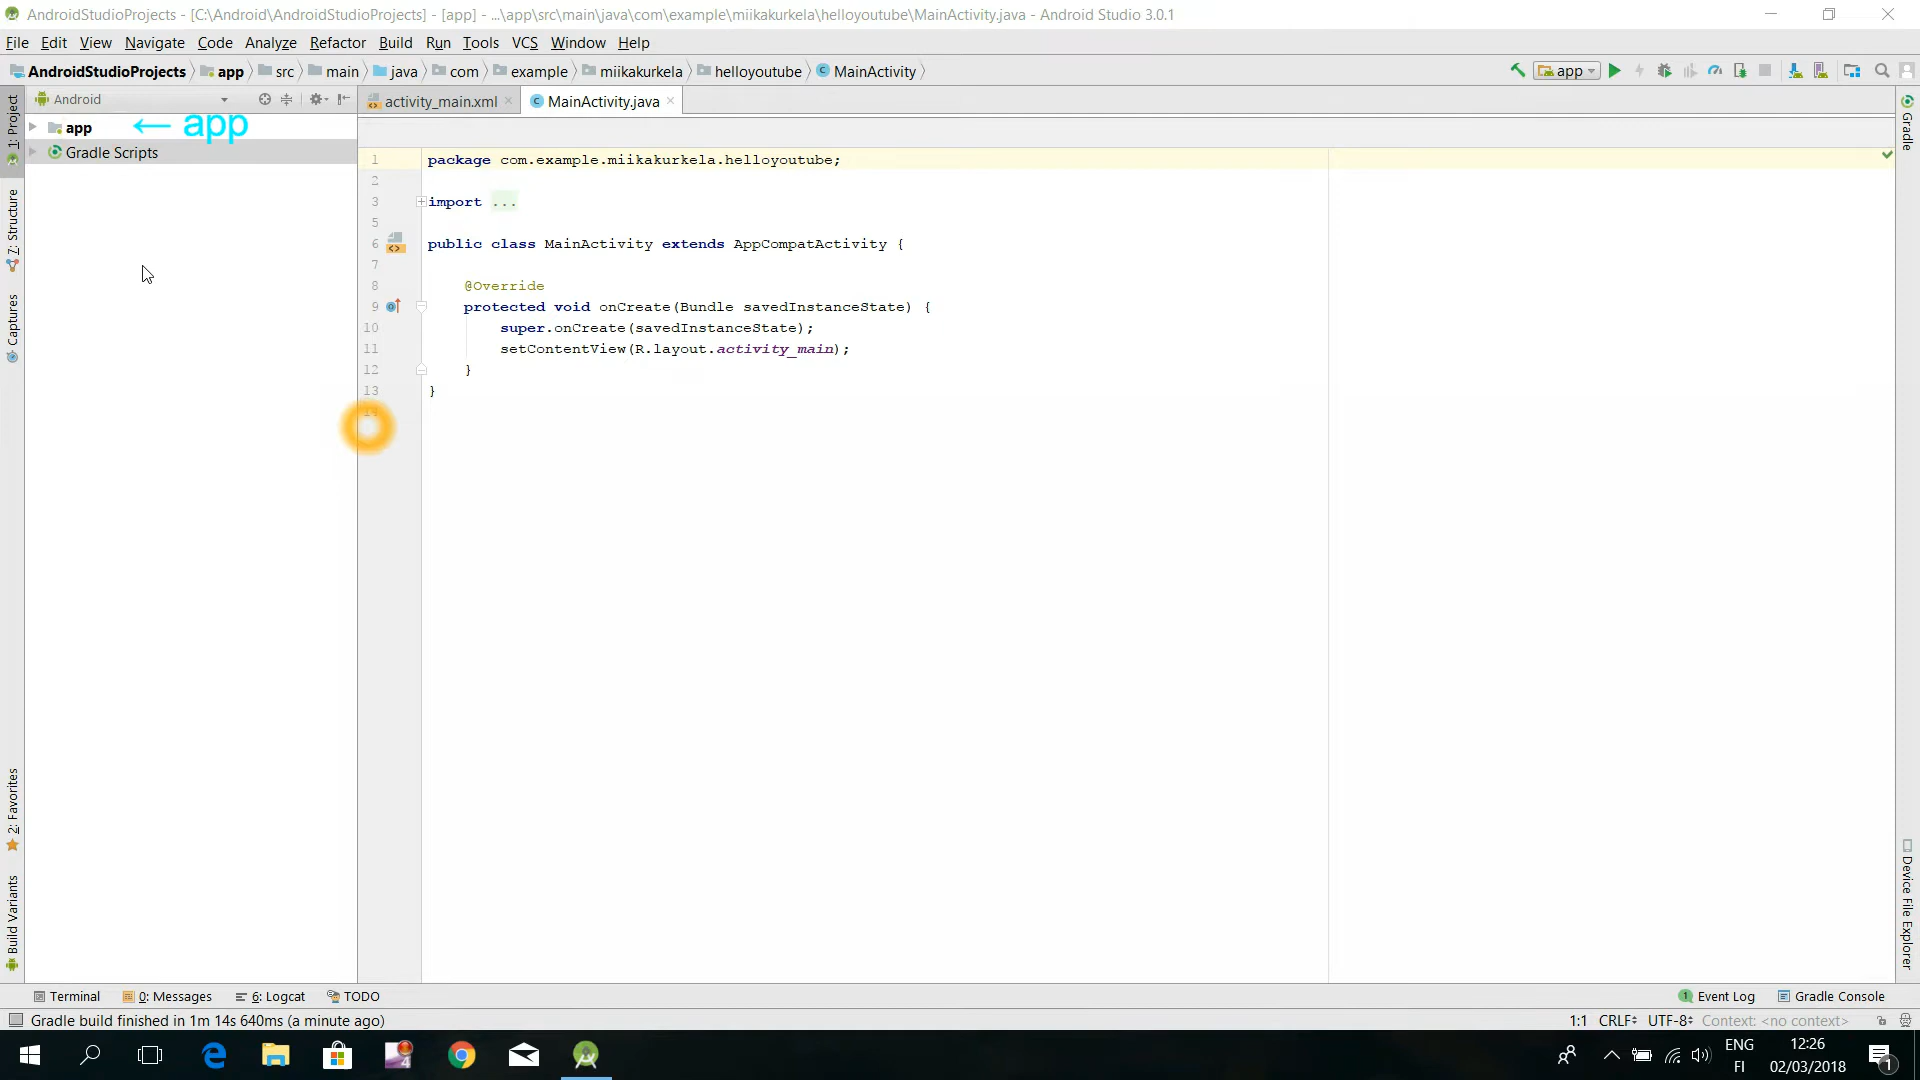 AndroidStudioProjects - [C:\Android\AndroidStudioProjects] - [app] - ...\app\src\main\java\com\example\miikakurkela\helloyoutube\MainActivity.java - Android Studio 3.0.1
File Edit View Navigate Code Analyze Refactor Build Run Tools VCS Window Help
AndroidStudioProjects app src main java com example miikakurkela helloyoutube MainActivity app
Android
activity_main.xml MainActivity.java
app
← app
Gradle Scripts
1: Project
7: Structure
Captures
2: Favorites
Build Variants
1 package com.example.miikakurkela.helloyoutube;
2
3 import ...
5
6 public class MainActivity extends AppCompatActivity {
7
8 @Override
9 protected void onCreate(Bundle savedInstanceState) {
10 super.onCreate(savedInstanceState);
11 setContentView(R.layout.activity_main);
12 }
13 }
14
Gradle
Device File Explorer
Terminal 0: Messages 6: Logcat TODO 1 Event Log Gradle Console
Gradle build finished in 1m 14s 640ms (a minute ago) 1:1 CRLF UTF-8 Context: <no context>
4
ENG
FI
12:26
02/03/2018
1